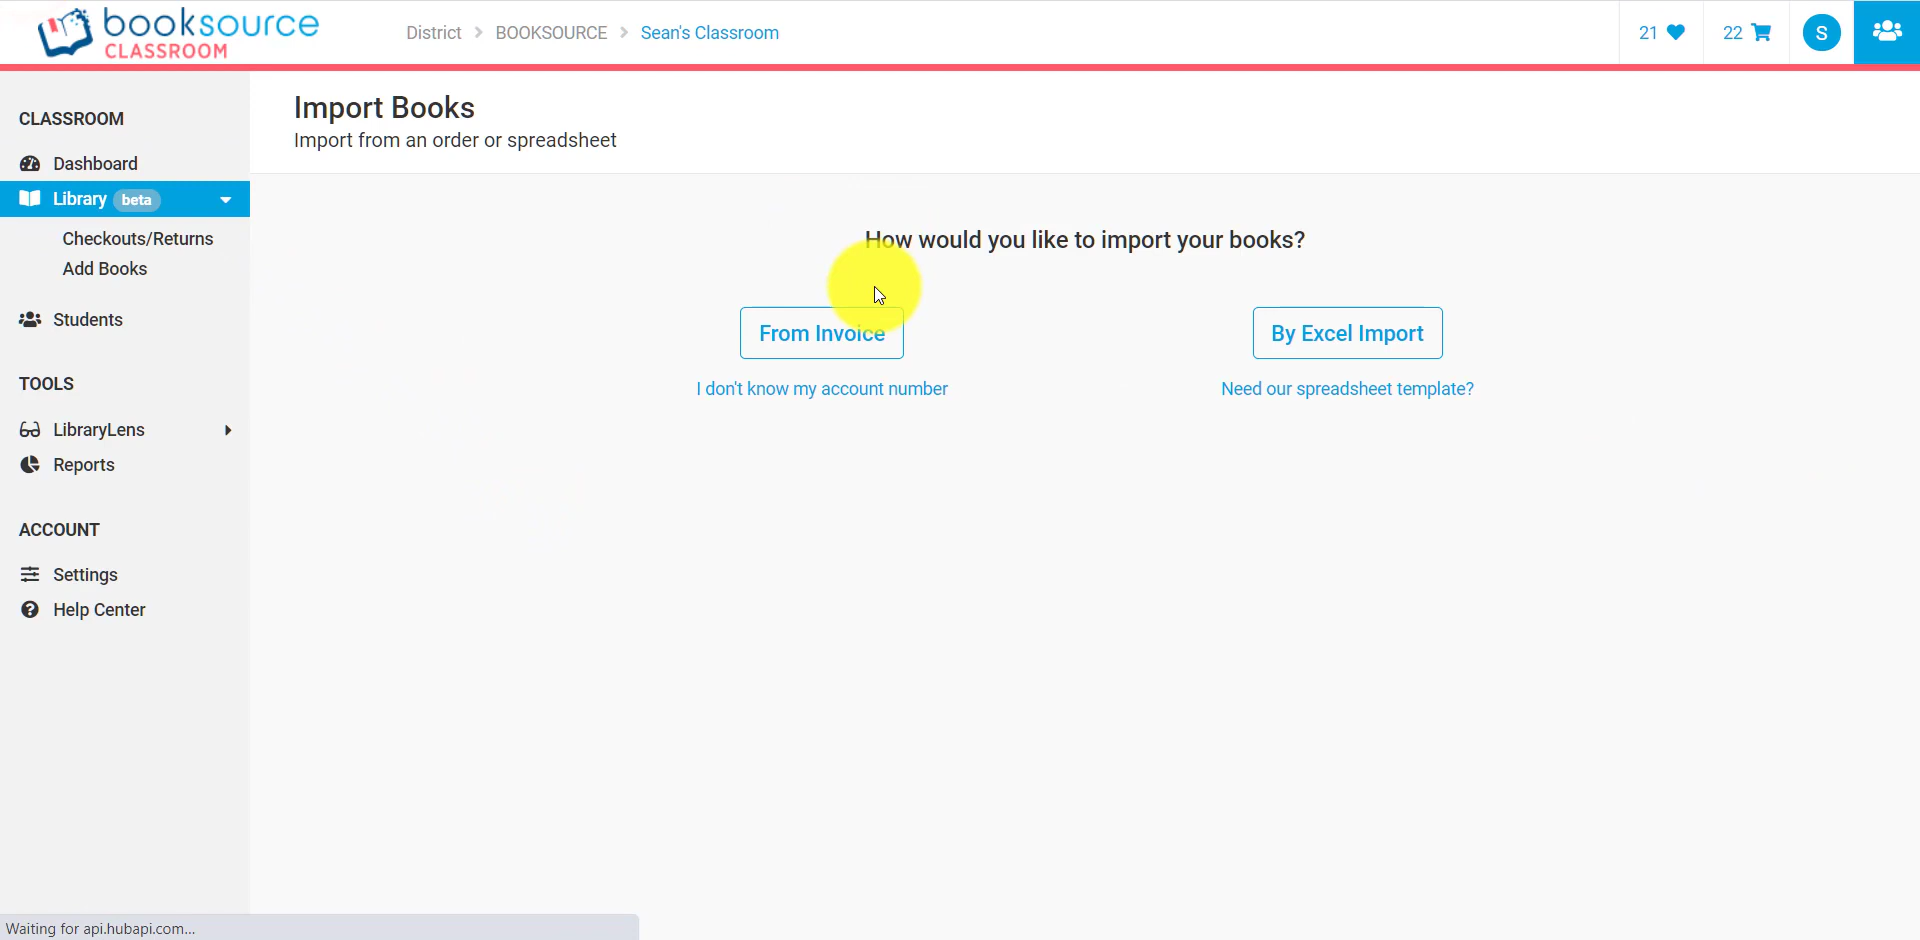 booksource
CLASSROOM
District > BOOKSOURCE > Sean's Classroom
21
22
S
CLASSROOM
Dashboard
Library beta
Checkouts/Returns
Add Books
Students
TOOLS
LibraryLens
Reports
ACCOUNT
Settings
Help Center
Import Books
Import from an order or spreadsheet
How would you like to import your books?
From Invoice
By Excel Import
I don't know my account number
Need our spreadsheet template?
Waiting for api.hubapi.com...